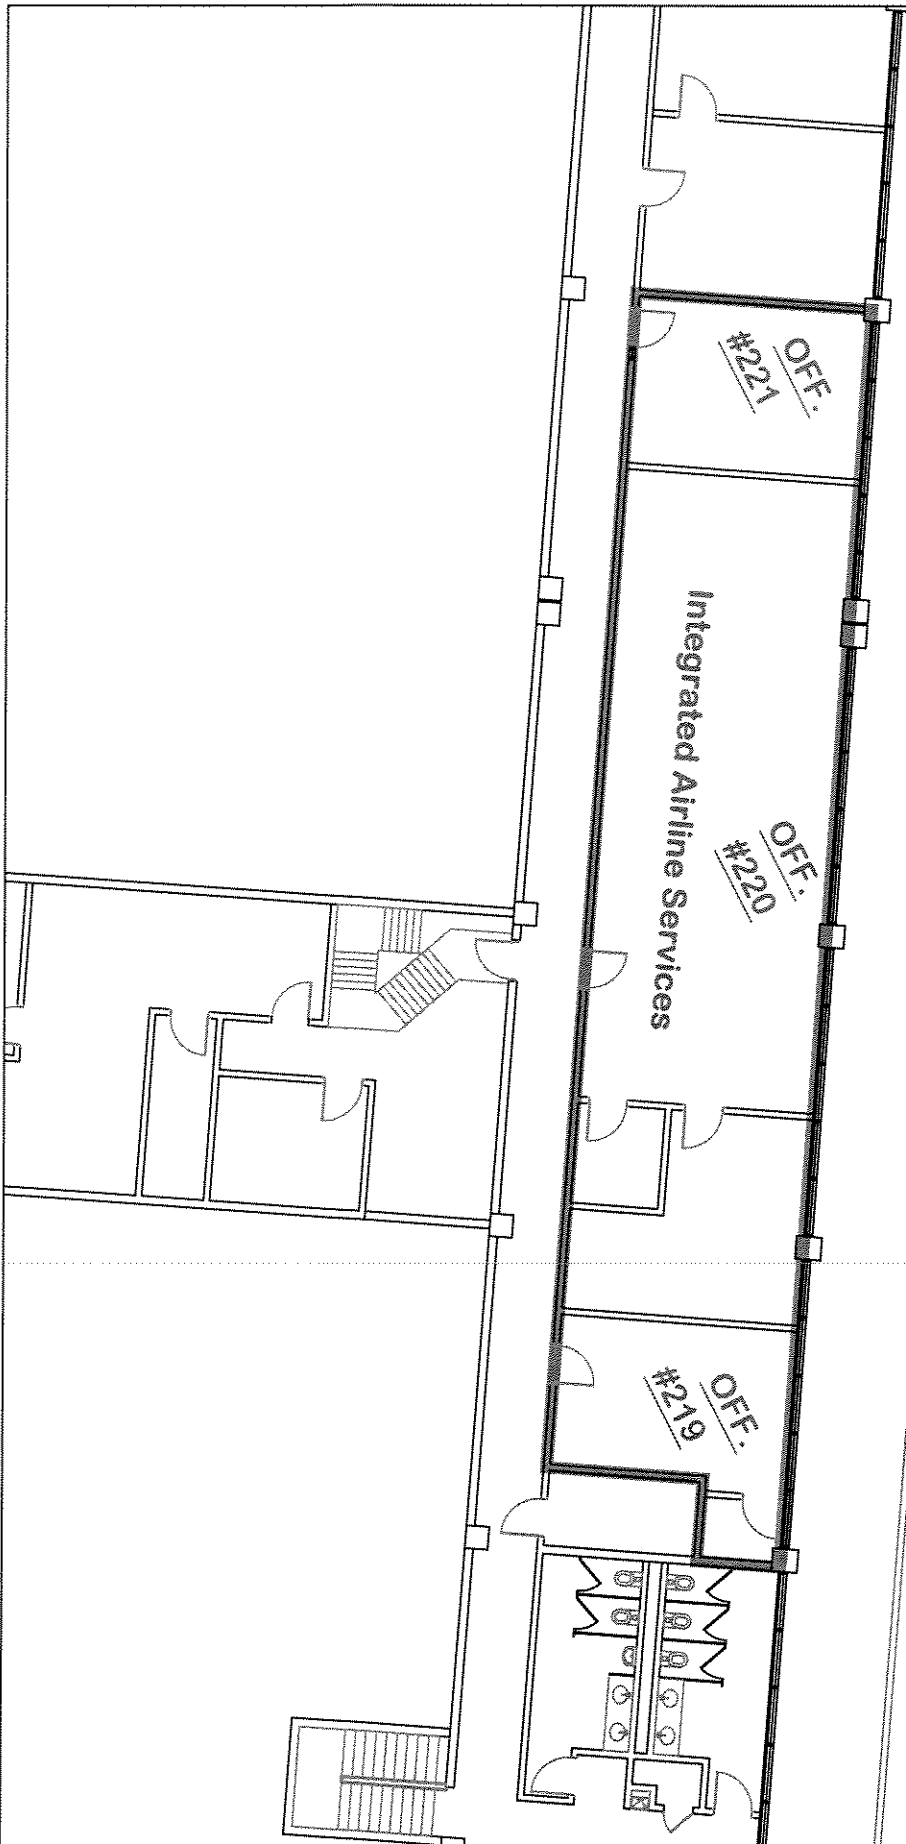 OFF.
#221
Integrated Airline Services
OFF.
#220
OFF.
#219